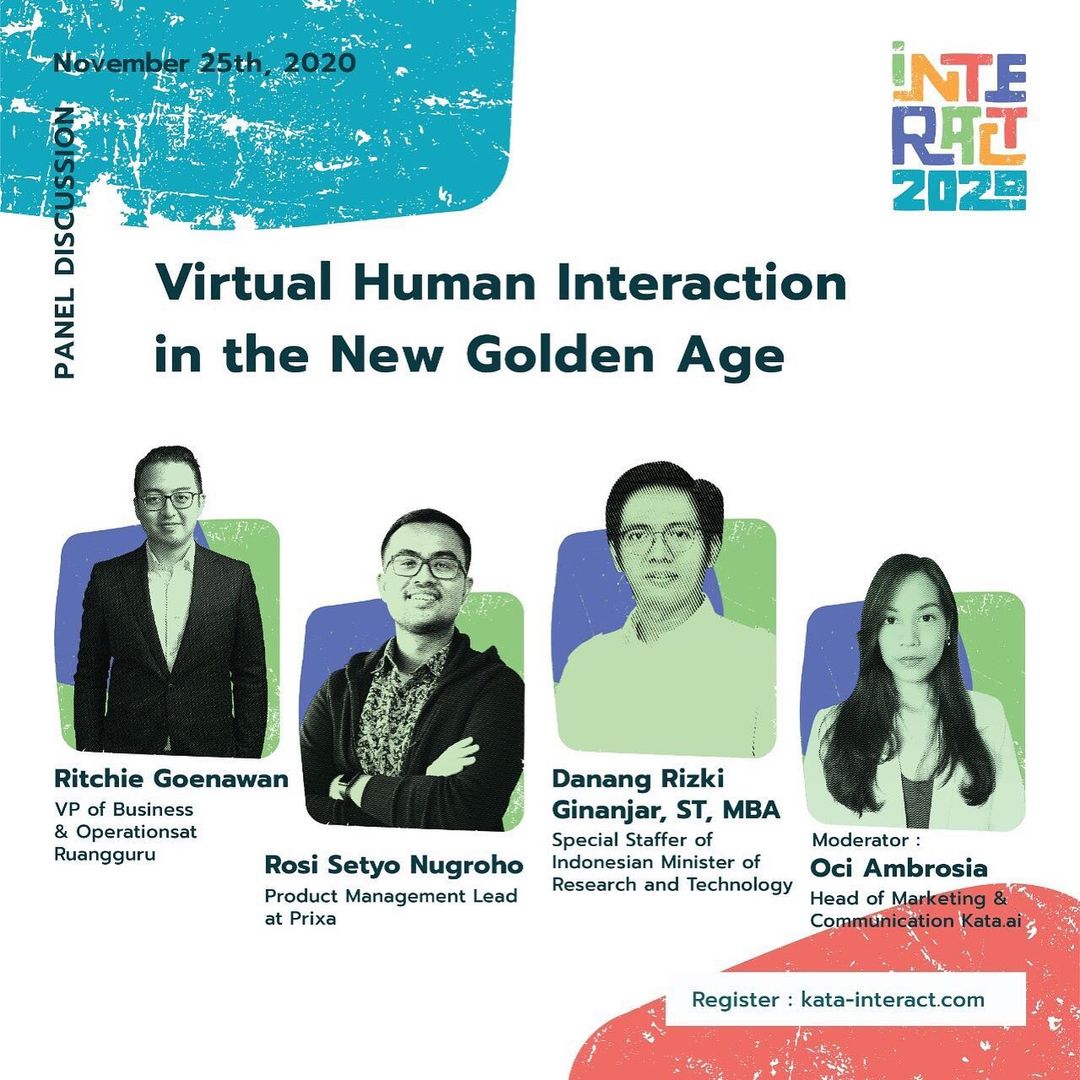 November 25th, 2020
PANEL DISCUSSION
iNTE
RACT
2020
Virtual Human Interaction
in the New Golden Age
Ritchie Goenawan
VP of Business
& Operationsat
Ruangguru
Rosi Setyo Nugroho
Product Management Lead
at Prixa
Danang Rizki
Ginanjar, ST, MBA
Special Staffer of
Indonesian Minister of
Research and Technology
Moderator :
Oci Ambrosia
Head of Marketing &
Communication Kata.ai
Register : kata-interact.com